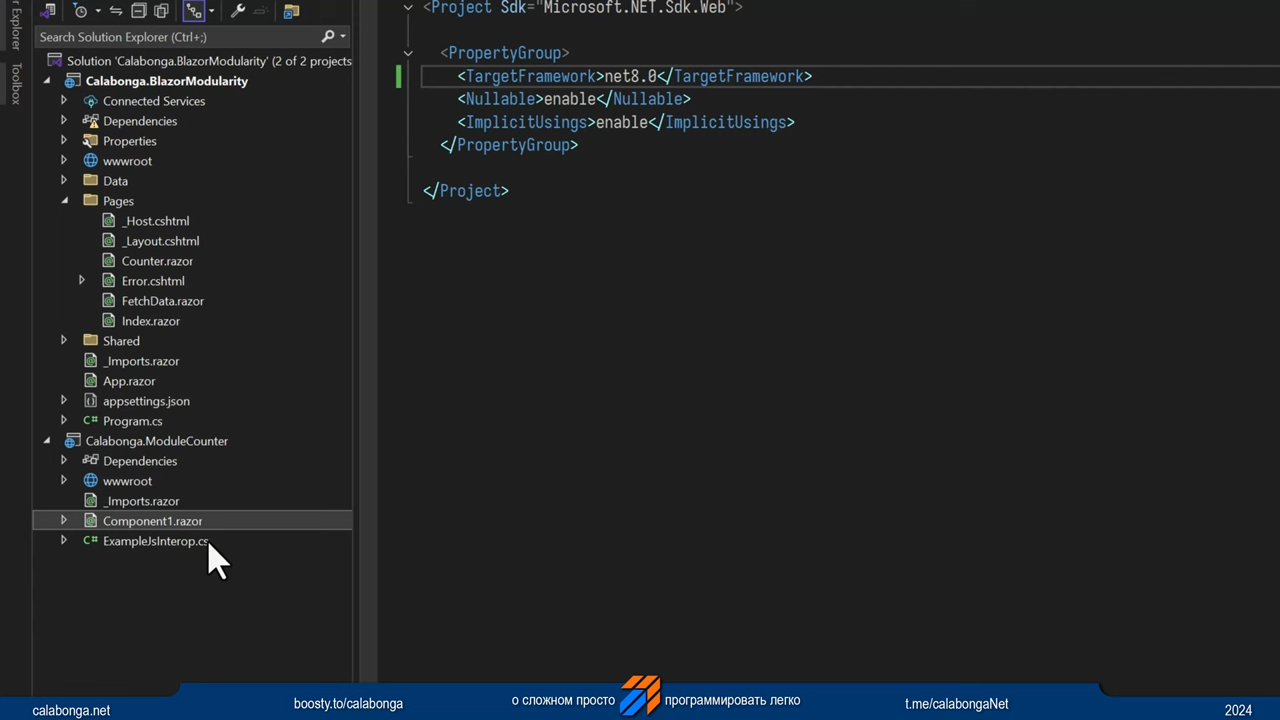 r Explorer
Toolbox
Search Solution Explorer (Ctrl+;)
Solution 'Calabonga.BlazorModularity' (2 of 2 projects
Calabonga.BlazorModularity
Connected Services
Dependencies
Properties
wwwroot
Data
Pages
_Host.cshtml
_Layout.cshtml
Counter.razor
Error.cshtml
FetchData.razor
Index.razor
Shared
_Imports.razor
App.razor
appsettings.json
C# Program.cs
Calabonga.ModuleCounter
Dependencies
wwwroot
_Imports.razor
Component1.razor
C# ExampleJsInterop.cs
<Project Sdk="Microsoft.NET.Sdk.Web">
<PropertyGroup>
<TargetFramework>net8.0</TargetFramework>
<Nullable>enable</Nullable>
<ImplicitUsings>enable</ImplicitUsings>
</PropertyGroup>
</Project>
calabonga.net
boosty.to/calabonga
о сложном просто программировать легко
t.me/calabongaNet
2024